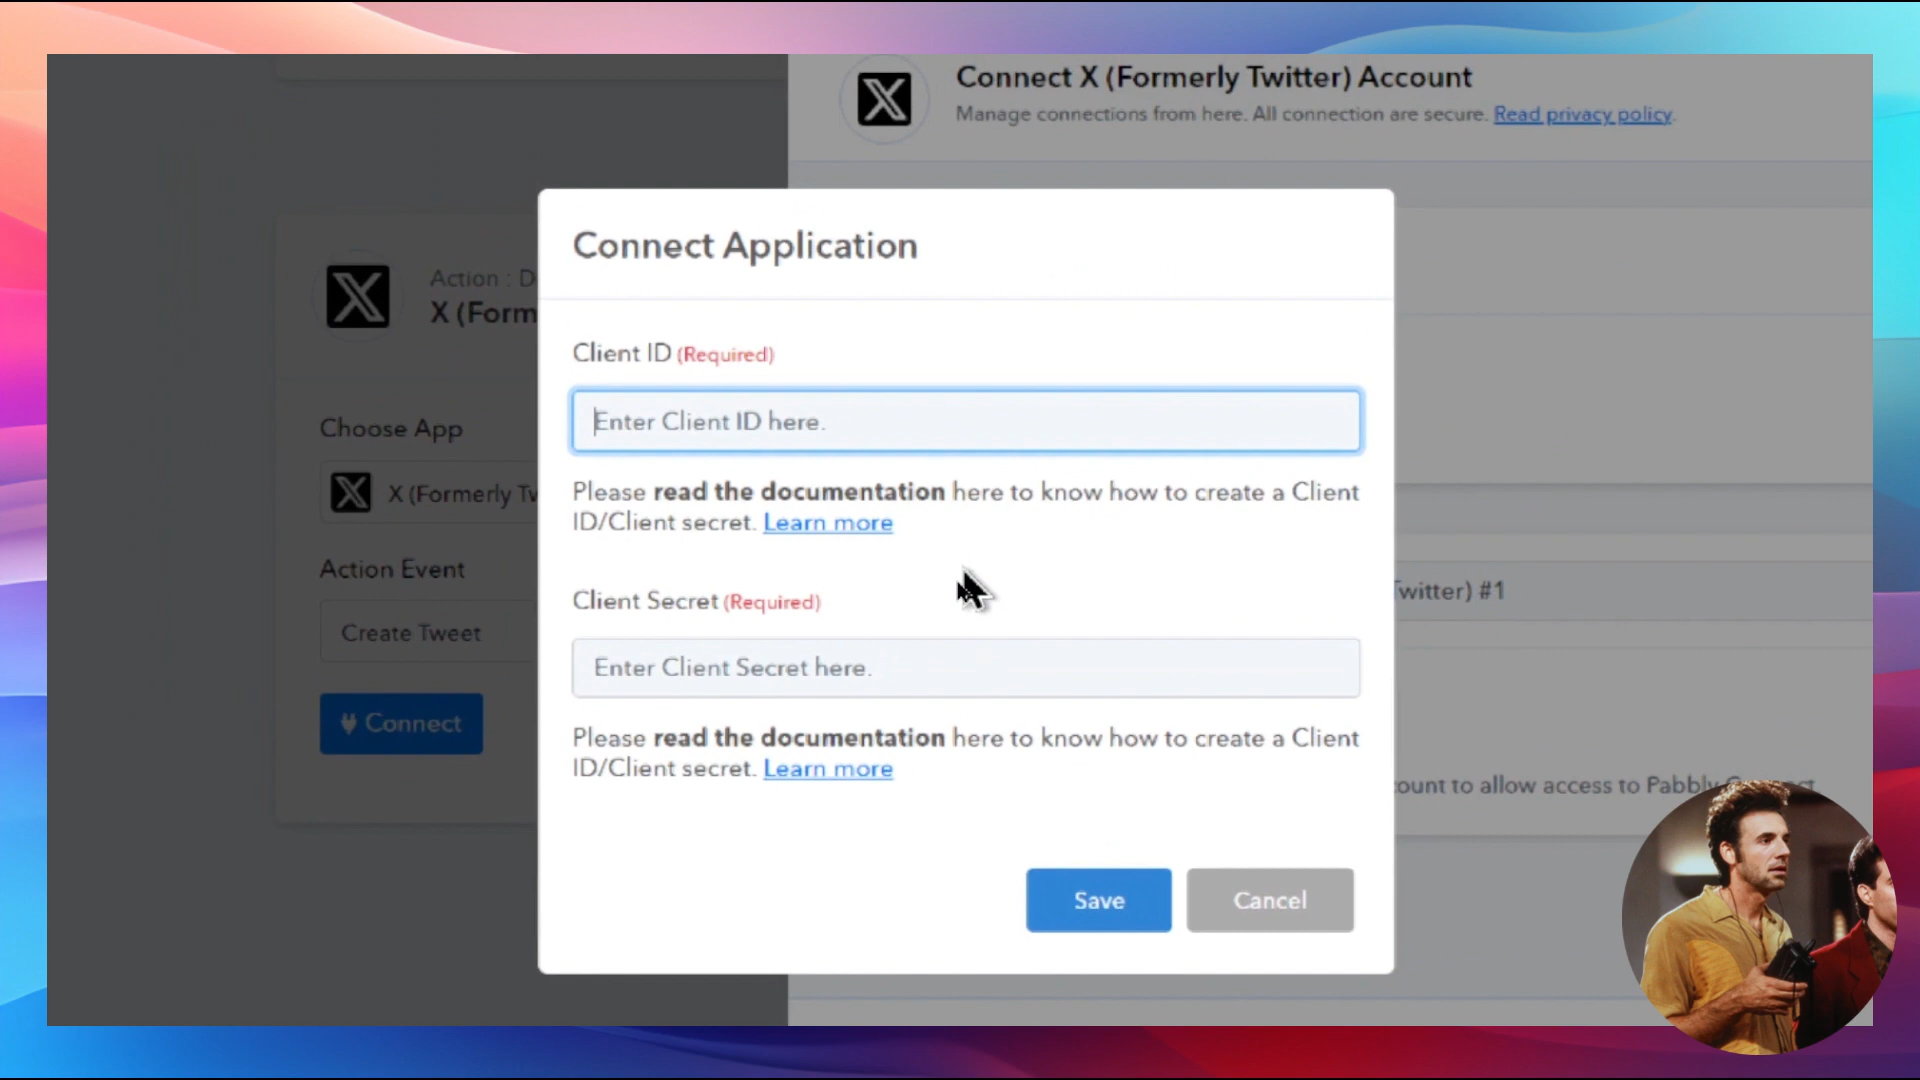 Connect X (Formerly Twitter) Account
Manage connections from here. All connection are secure. Read privacy policy.
Action : D
X (Form
Choose App
X (Formerly Tw
Action Event
Create Tweet
Connect
Connect Application
Client ID (Required)
Enter Client ID here.
Please read the documentation here to know how to create a Client
ID/Client secret. Learn more
Client Secret (Required)
Enter Client Secret here.
Please read the documentation here to know how to create a Client
ID/Client secret. Learn more
Save
Cancel
Twitter) #1
ount to allow access to Pabbly